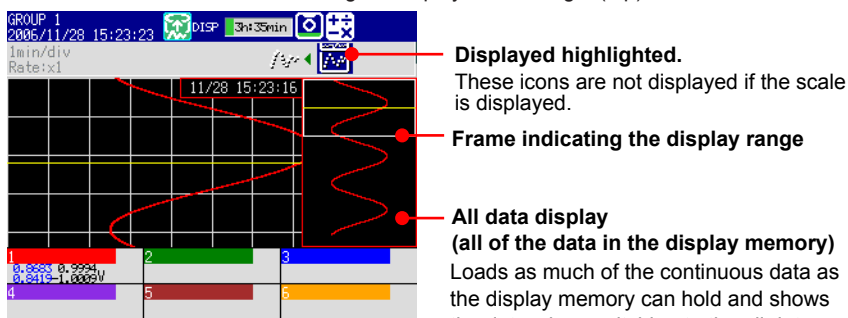 GROUP 1
2006/11/28 15:23:23
DISP
3h:35min
1min/div
Rate:x1
11/28 15:23:16
1
2
3
0.8683 0.9994
0.8419-1.0009V
4
5
6
Displayed highlighted.
These icons are not displayed if the scale
is displayed.
Frame indicating the display range
All data display
(all of the data in the display memory)
Loads as much of the continuous data as
the display memory can hold and shows